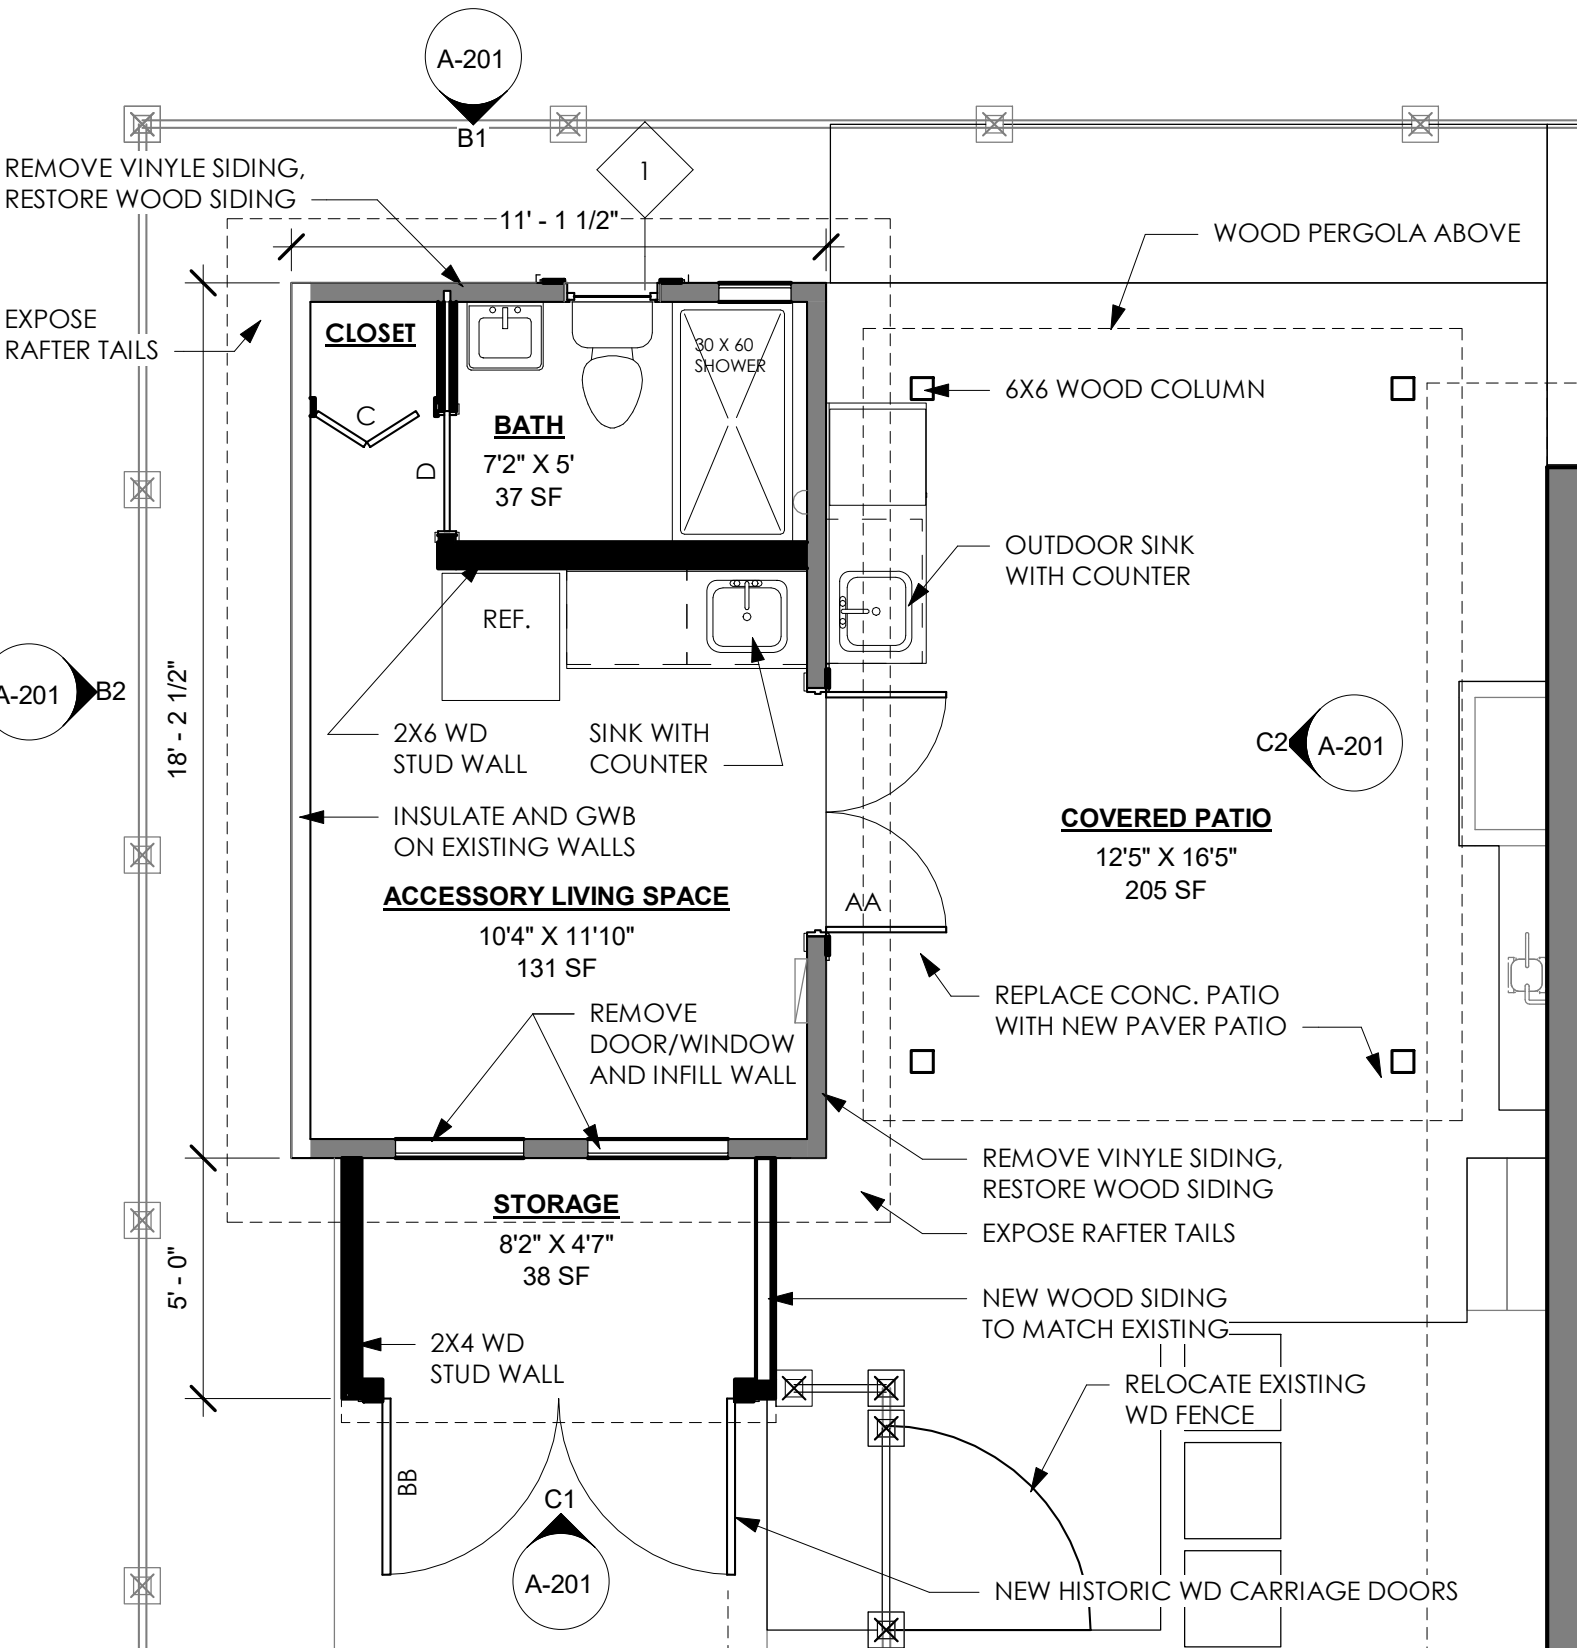 A-201
B1
REMOVE VINYLE SIDING,
RESTORE WOOD SIDING
1
11' - 1 1/2"
WOOD PERGOLA ABOVE
EXPOSE
RAFTER TAILS
CLOSET
30 X 60
SHOWER
6X6 WOOD COLUMN
C
BATH
7'2" X 5'
37 SF
D
OUTDOOR SINK
WITH COUNTER
REF.
A-201
B2
18' - 2 1/2"
2X6 WD
STUD WALL
SINK WITH
COUNTER
C2
A-201
INSULATE AND GWB
ON EXISTING WALLS
COVERED PATIO
12'5" X 16'5"
205 SF
ACCESSORY LIVING SPACE
10'4" X 11'10"
131 SF
AA
REPLACE CONC. PATIO
WITH NEW PAVER PATIO
REMOVE
DOOR/WINDOW
AND INFILL WALL
REMOVE VINYLE SIDING,
RESTORE WOOD SIDING
STORAGE
8'2" X 4'7"
38 SF
EXPOSE RAFTER TAILS
5' - 0"
NEW WOOD SIDING
TO MATCH EXISTING
2X4 WD
STUD WALL
RELOCATE EXISTING
WD FENCE
BB
C1
A-201
NEW HISTORIC WD CARRIAGE DOORS